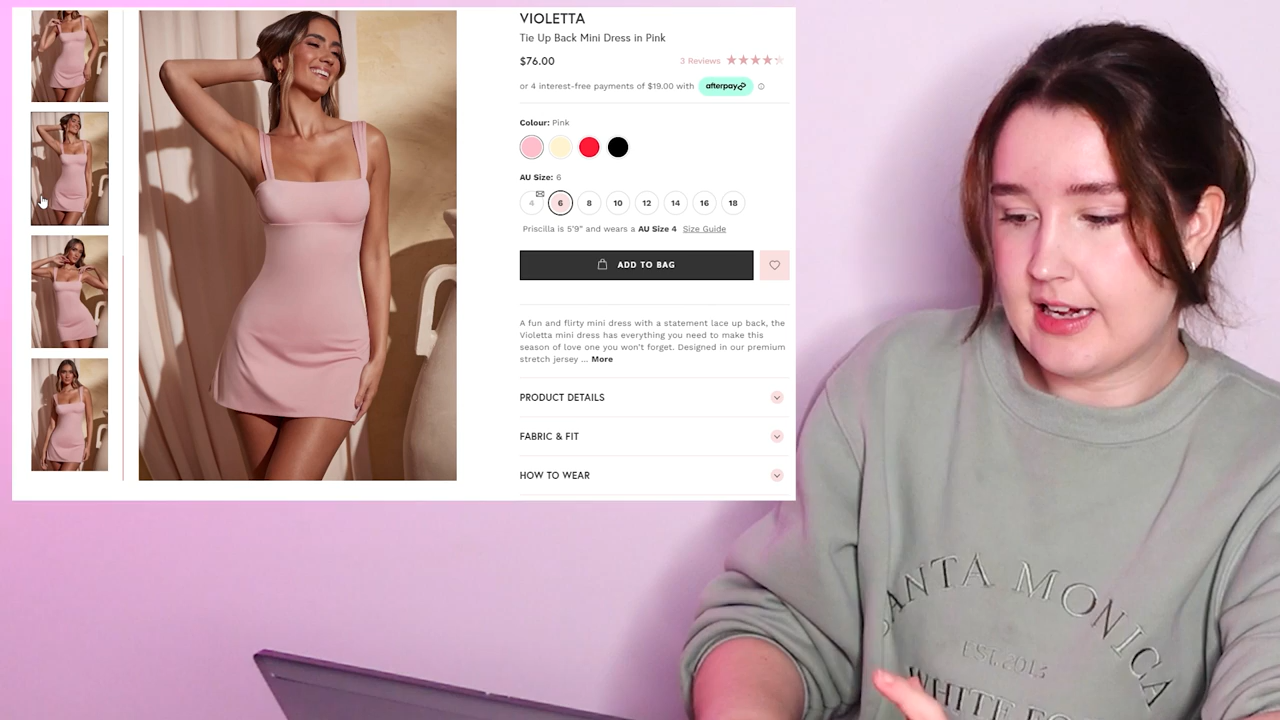 VIOLETTA
Tie Up Back Mini Dress in Pink
$76.00
3 Reviews
or 4 interest-free payments of $19.00 with afterpay
Colour: Pink
AU Size: 6
4 6 8 10 12 14 16 18
Priscilla is 5'9" and wears a AU Size 4 Size Guide
ADD TO BAG
A fun and flirty mini dress with a statement lace up back, the
Violetta mini dress has everything you need to make this
season of love one you won't forget. Designed in our premium
stretch jersey ... More
PRODUCT DETAILS
FABRIC & FIT
HOW TO WEAR
SANTA MONICA
EST. 2013
WHITE FO